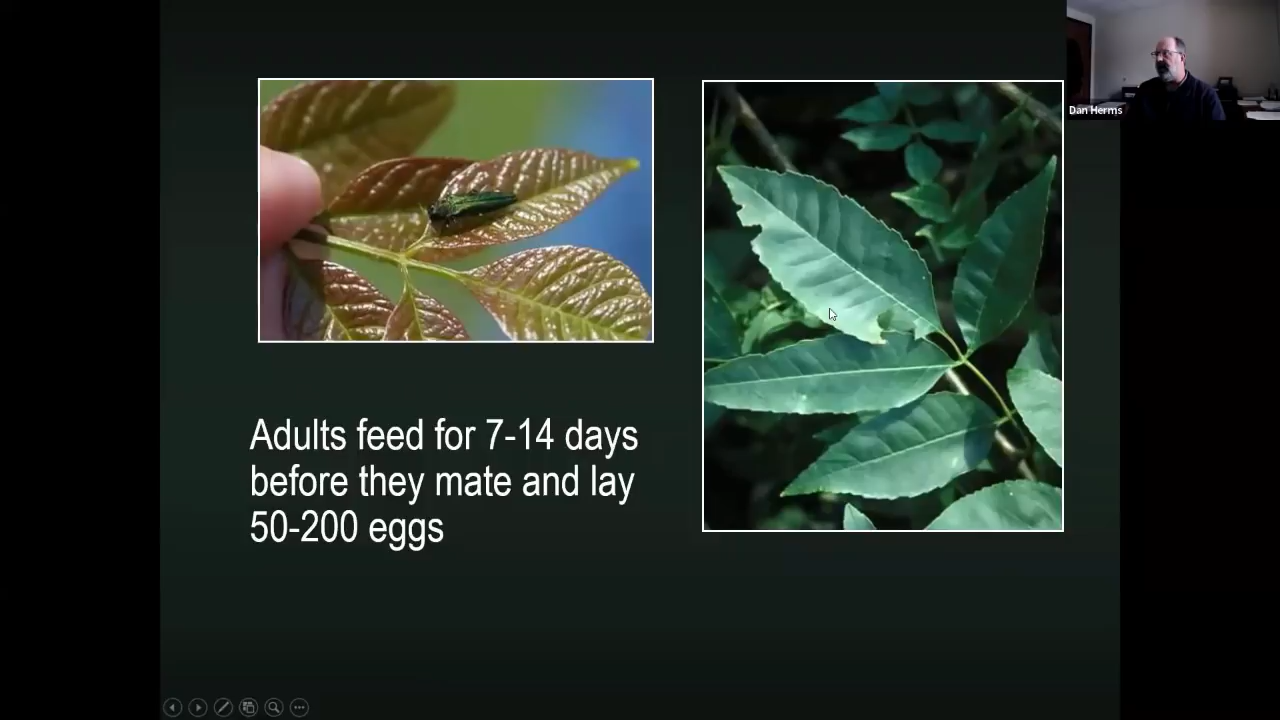 Dan Herms
Adults feed for 7-14 days
before they mate and lay
50-200 eggs